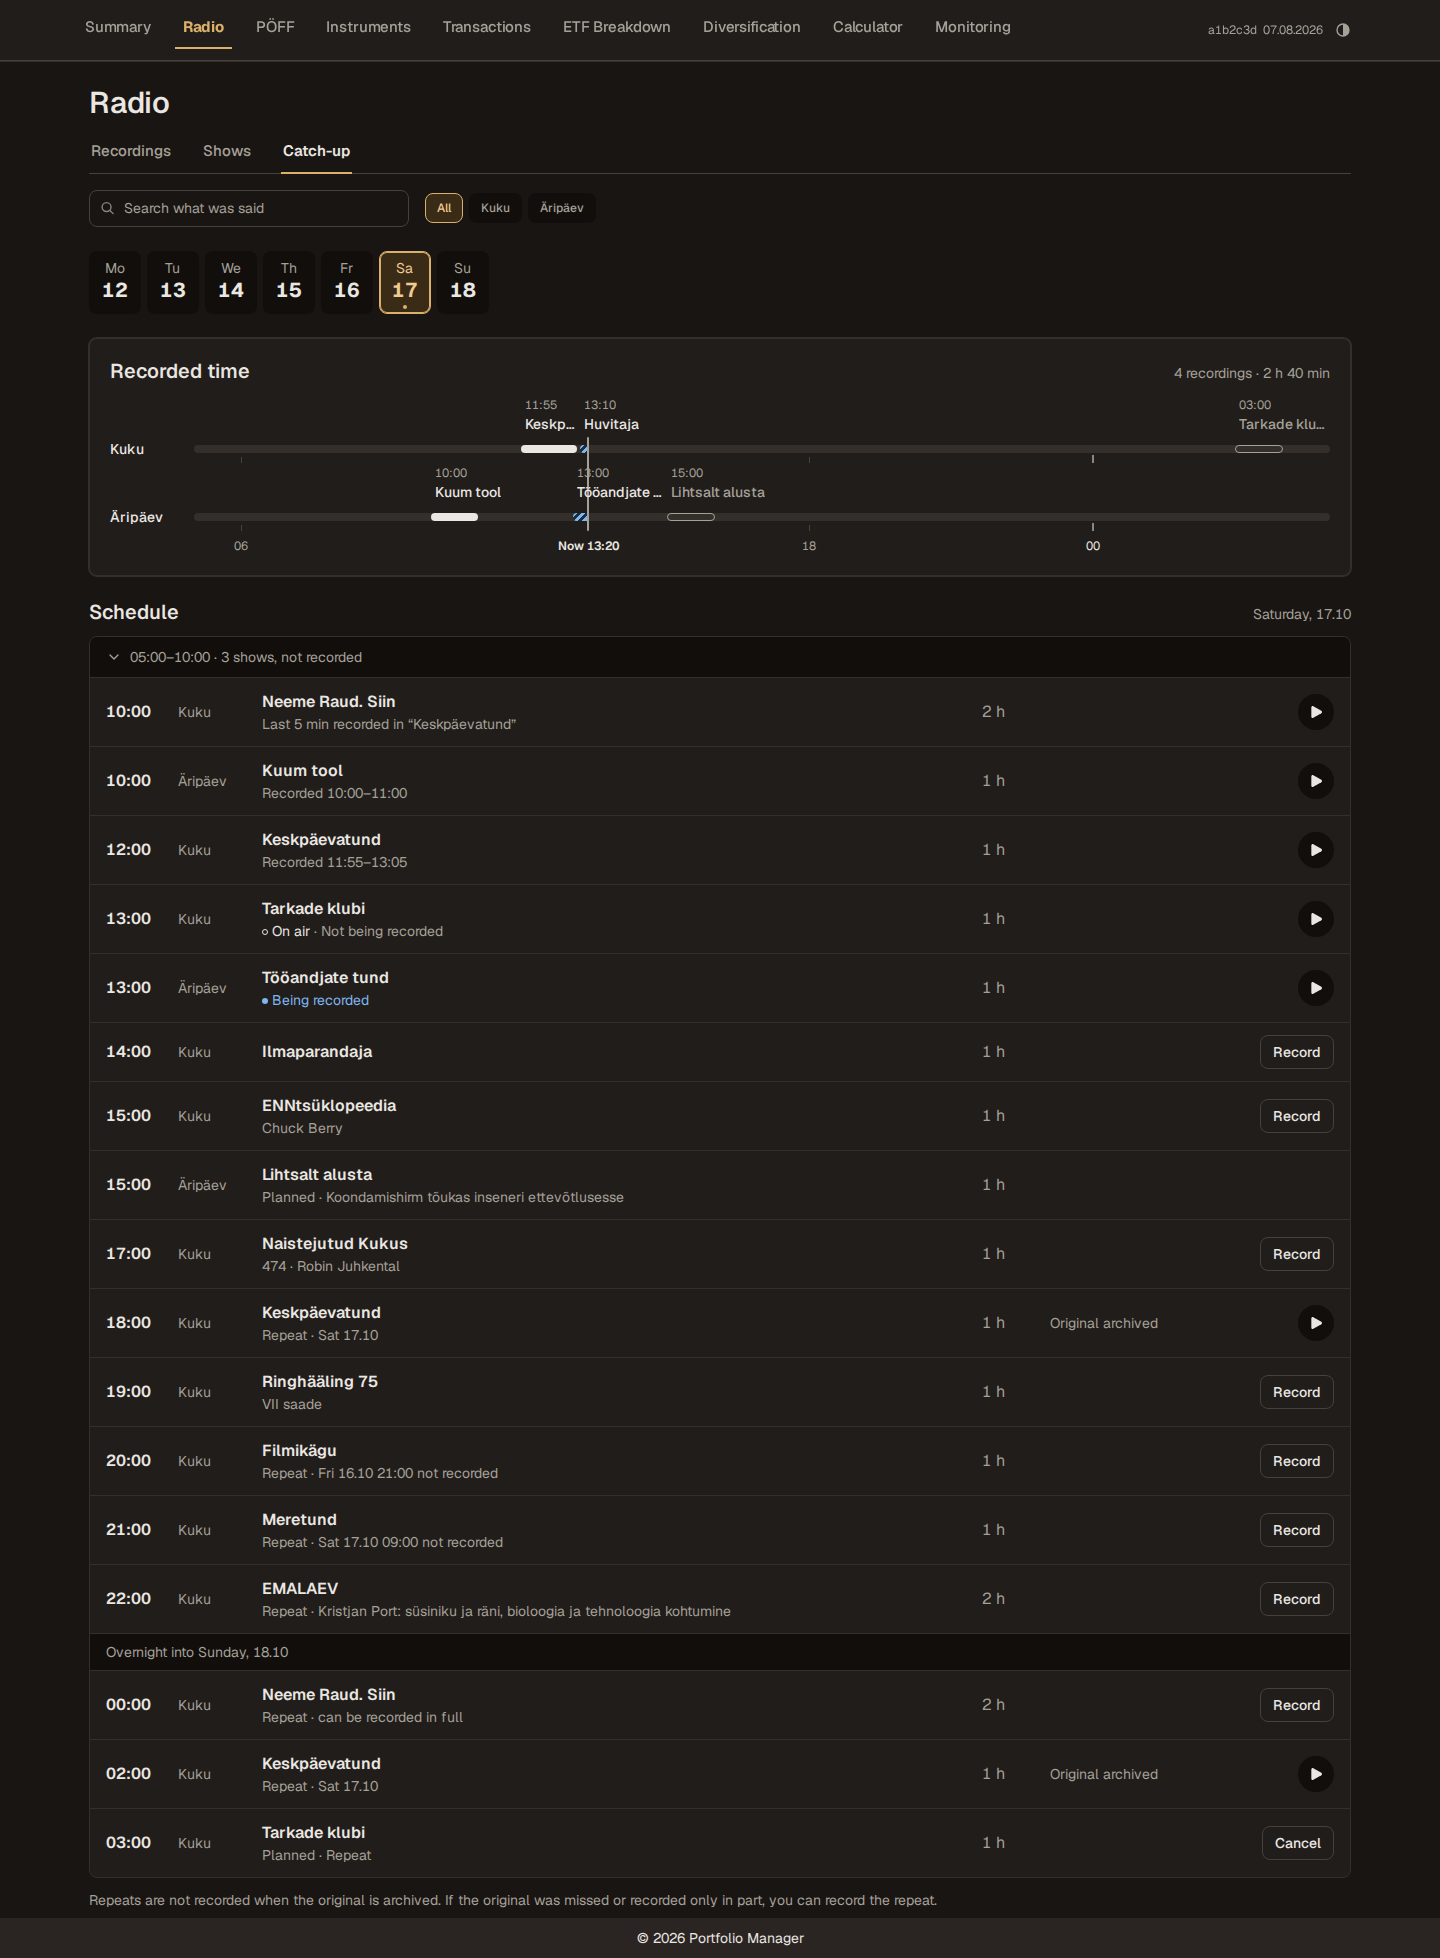 Summary Radio PÖFF Instruments Transactions ETF Breakdown Diversification Calculator Monitoring a1b2c3d 07.08.2026
Radio
Recordings Shows Catch-up
Search what was said All Kuku Äripäev
Mo Tu We Th Fr Sa Su
12 13 14 15 16 17 18
Recorded time 4 recordings · 2 h 40 min
11:55 13:10 03:00
Keskp... Huvitaja Tarkade klu...
Kuku
10:00 13:00 15:00
Kuum tool Tööandjate ... Lihtsalt alusta
Äripäev
06 Now 13:20 18 00
Schedule Saturday, 17.10
05:00–10:00 · 3 shows, not recorded
10:00 Kuku Neeme Raud. Siin 2 h
Last 5 min recorded in “Keskpäevatund”
10:00 Äripäev Kuum tool 1 h
Recorded 10:00–11:00
12:00 Kuku Keskpäevatund 1 h
Recorded 11:55–13:05
13:00 Kuku Tarkade klubi 1 h
On air · Not being recorded
13:00 Äripäev Tööandjate tund 1 h
Being recorded
14:00 Kuku Ilmaparandaja 1 h Record
15:00 Kuku ENNtsüklopeedia 1 h Record
Chuck Berry
15:00 Äripäev Lihtsalt alusta 1 h
Planned · Koondamishirm tõukas inseneri ettevõtlusesse
17:00 Kuku Naistejutud Kukus 1 h Record
474 · Robin Juhkental
18:00 Kuku Keskpäevatund 1 h Original archived
Repeat · Sat 17.10
19:00 Kuku Ringhääling 75 1 h Record
VII saade
20:00 Kuku Filmikägu 1 h Record
Repeat · Fri 16.10 21:00 not recorded
21:00 Kuku Meretund 1 h Record
Repeat · Sat 17.10 09:00 not recorded
22:00 Kuku EMALAEV 2 h Record
Repeat · Kristjan Port: süsiniku ja räni, bioloogia ja tehnoloogia kohtumine
Overnight into Sunday, 18.10
00:00 Kuku Neeme Raud. Siin 2 h Record
Repeat · can be recorded in full
02:00 Kuku Keskpäevatund 1 h Original archived
Repeat · Sat 17.10
03:00 Kuku Tarkade klubi 1 h Cancel
Planned · Repeat
Repeats are not recorded when the original is archived. If the original was missed or recorded only in part, you can record the repeat.
© 2026 Portfolio Manager